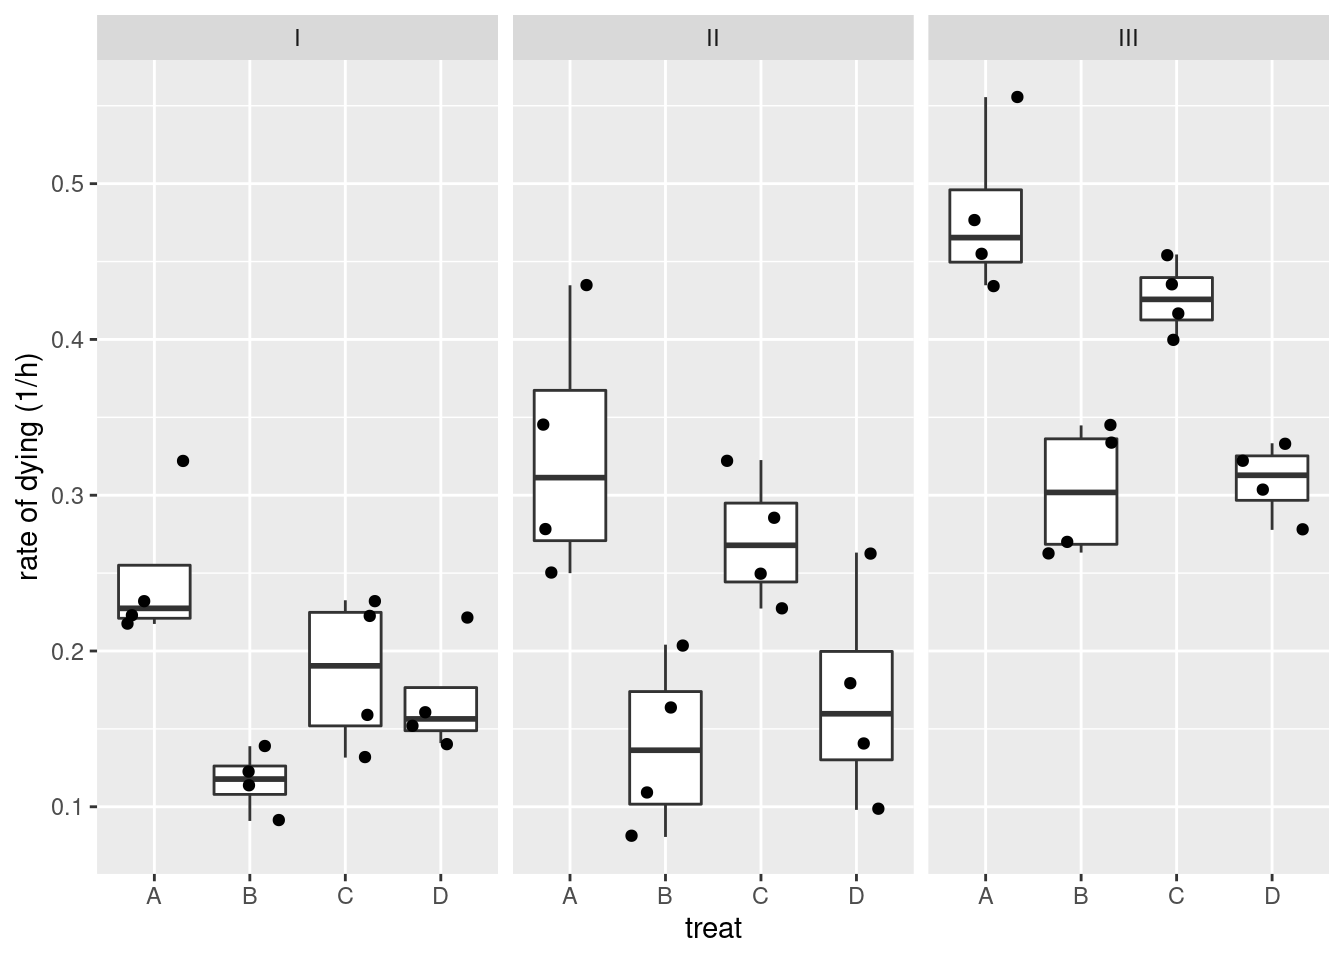 I II III
rate of dying (1/h)
0.5
0.4
0.3
0.2
0.1
A B C D A B C D A B C D
treat